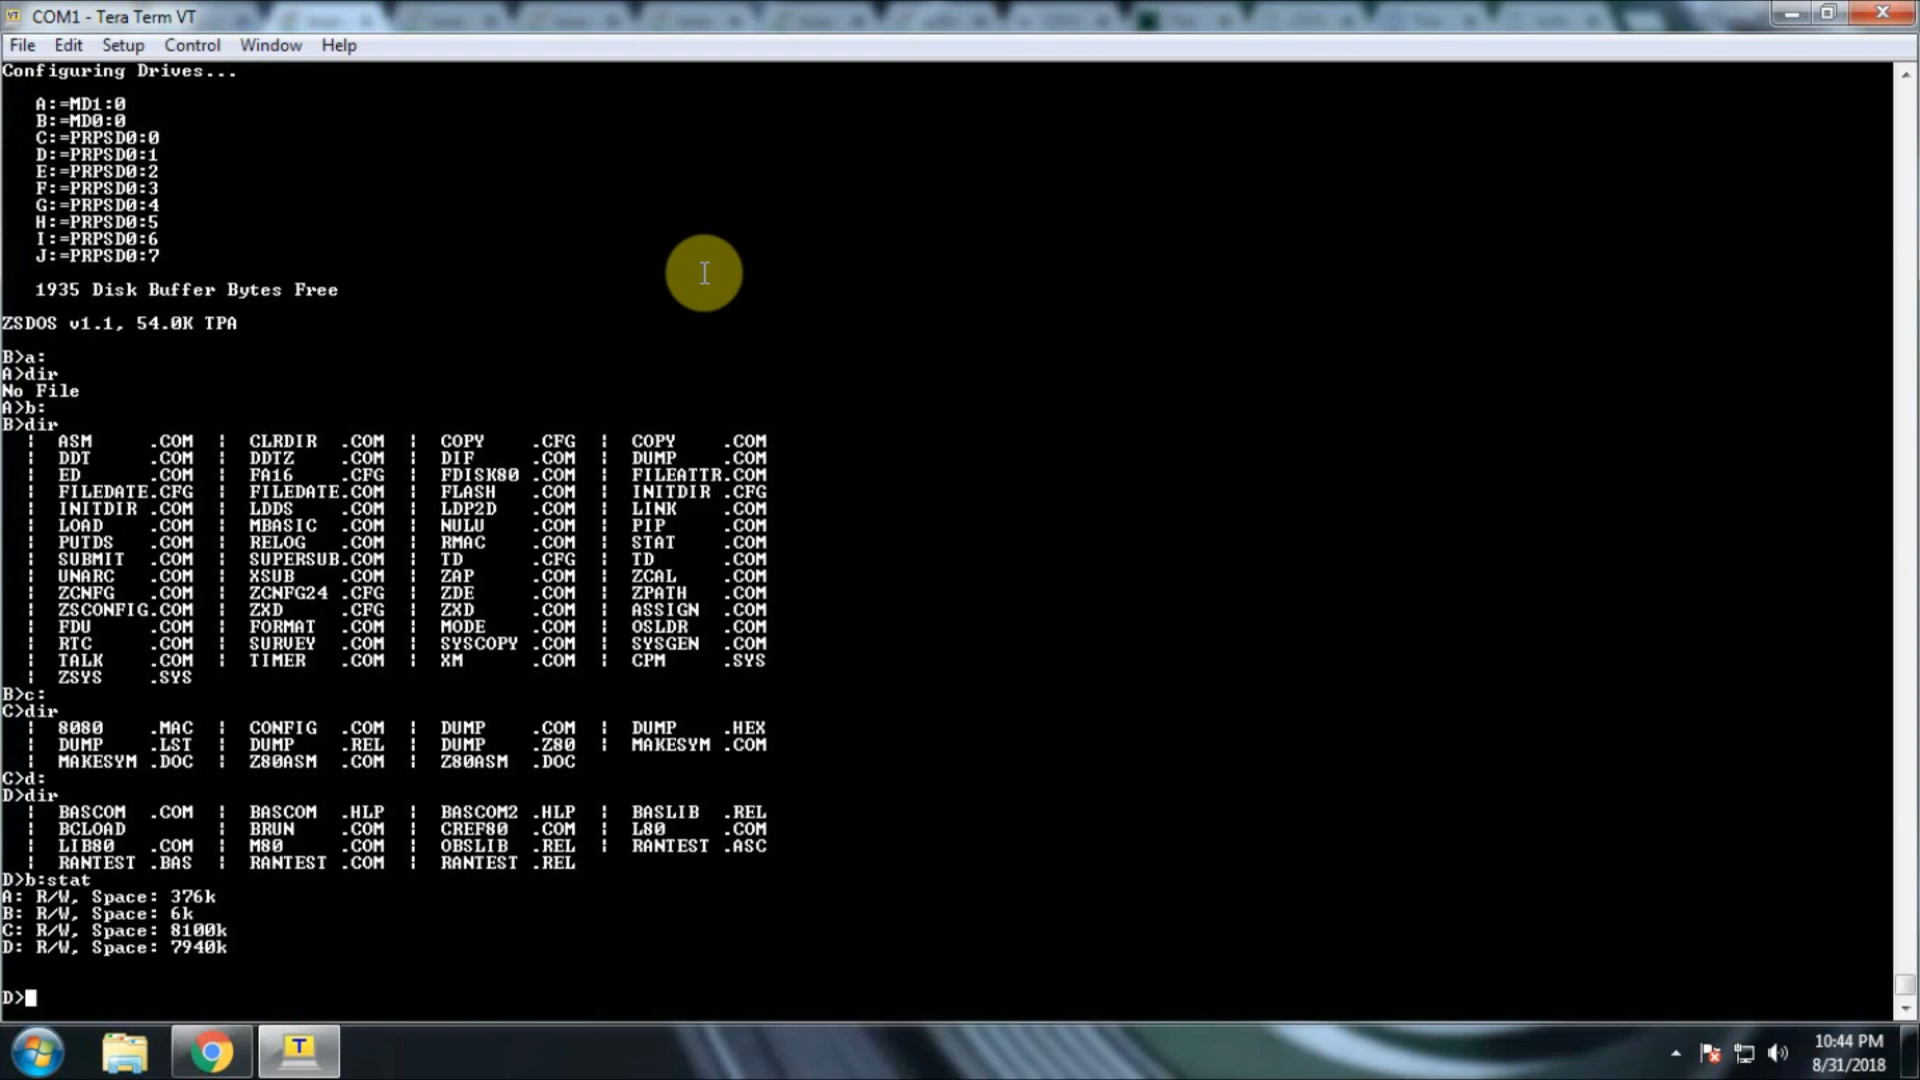 COM1 - Tera Term VT
File Edit Setup Control Window Help
Configuring Drives...
A:=MD1:0
B:=MD0:0
C:=PRPSD0:0
D:=PRPSD0:1
E:=PRPSD0:2
F:=PRPSD0:3
G:=PRPSD0:4
H:=PRPSD0:5
I:=PRPSD0:6
J:=PRPSD0:7
1935 Disk Buffer Bytes Free
ZSDOS v1.1, 54.0K TPA
B>a:
A>dir
No File
A>b:
B>dir
¦ ASM .COM ¦ CLRDIR .COM ¦ COPY .CFG ¦ COPY .COM
¦ DDT .COM ¦ DDTZ .COM ¦ DIF .COM ¦ DUMP .COM
¦ ED .COM ¦ FA16 .CFG ¦ FDISK80 .COM ¦ FILEATTR.COM
¦ FILEDATE.CFG ¦ FILEDATE.COM ¦ FLASH .COM ¦ INITDIR .CFG
¦ INITDIR .COM ¦ LDDS .COM ¦ LDP2D .COM ¦ LINK .COM
¦ LOAD .COM ¦ MBASIC .COM ¦ NULU .COM ¦ PIP .COM
¦ PUTDS .COM ¦ RELOG .COM ¦ RMAC .COM ¦ STAT .COM
¦ SUBMIT .COM ¦ SUPERSUB.COM ¦ TD .CFG ¦ TD .COM
¦ UNARC .COM ¦ XSUB .COM ¦ ZAP .COM ¦ ZCAL .COM
¦ ZCNFG .COM ¦ ZCNFG24 .CFG ¦ ZDE .COM ¦ ZPATH .COM
¦ ZSCONFIG.COM ¦ ZXD .CFG ¦ ZXD .COM ¦ ASSIGN .COM
¦ FDU .COM ¦ FORMAT .COM ¦ MODE .COM ¦ OSLDR .COM
¦ RTC .COM ¦ SURVEY .COM ¦ SYSCOPY .COM ¦ SYSGEN .COM
¦ TALK .COM ¦ TIMER .COM ¦ XM .COM ¦ CPM .SYS
¦ ZSYS .SYS
B>c:
C>dir
¦ 8080 .MAC ¦ CONFIG .COM ¦ DUMP .COM ¦ DUMP .HEX
¦ DUMP .LST ¦ DUMP .REL ¦ DUMP .Z80 ¦ MAKESYM .COM
¦ MAKESYM .DOC ¦ Z80ASM .COM ¦ Z80ASM .DOC
C>d:
D>dir
¦ BASCOM .COM ¦ BASCOM .HLP ¦ BASCOM2 .HLP ¦ BASLIB .REL
¦ BCLOAD ¦ BRUN .COM ¦ CREF80 .COM ¦ L80 .COM
¦ LIB80 .COM ¦ M80 .COM ¦ OBSLIB .REL ¦ RANTEST .ASC
¦ RANTEST .BAS ¦ RANTEST .COM ¦ RANTEST .REL
D>b:stat
A: R/W, Space: 376k
B: R/W, Space: 6k
C: R/W, Space: 8100k
D: R/W, Space: 7940k
D>
10:44 PM
8/31/2018